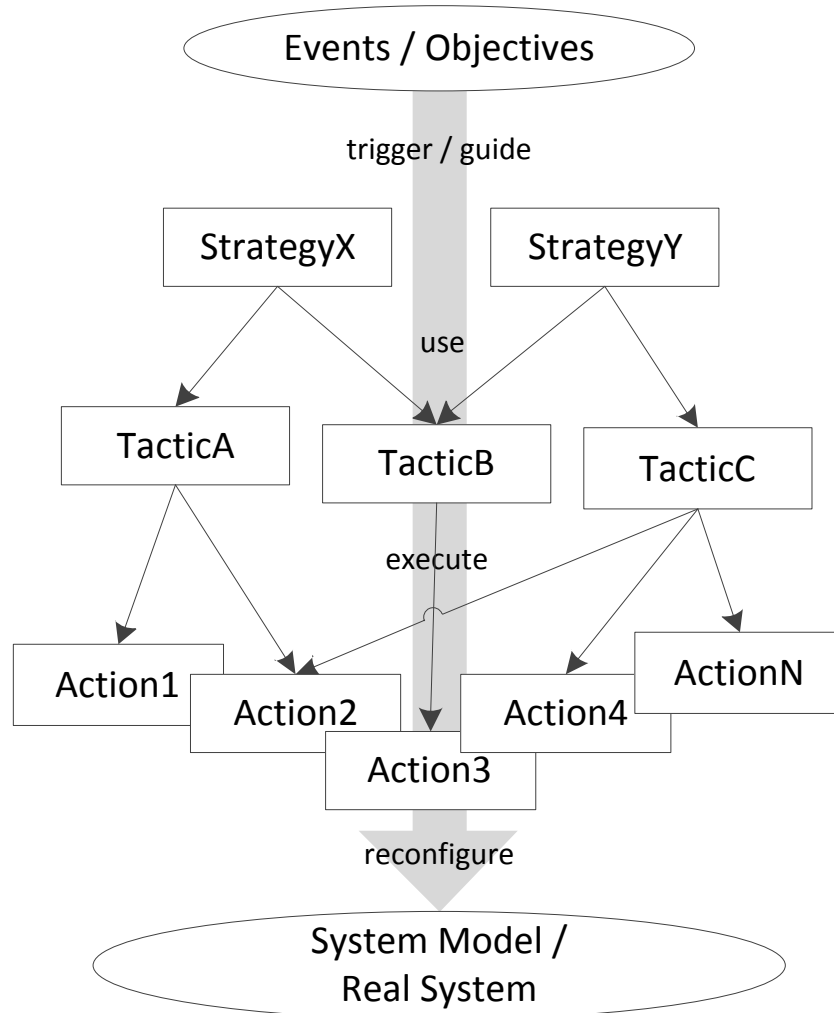 Events / Objectives
trigger / guide
StrategyX
StrategyY
use
TacticA
TacticB
TacticC
execute
Action1
Action2
Action3
Action4
ActionN
reconfigure
System Model /
Real System